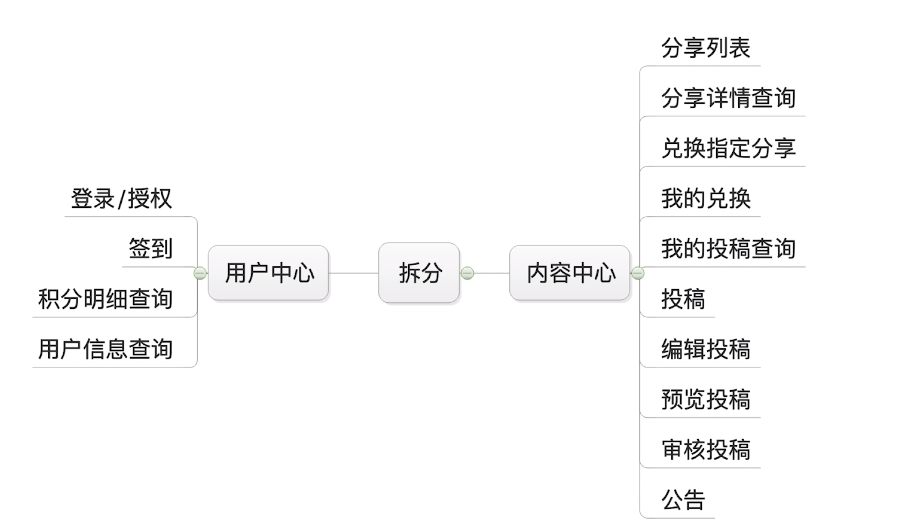 分享列表
分享详情查询
兑换指定分享
登录/授权
我的兑换
签到
我的投稿查询
用户中心
拆分
内容中心
积分明细查询
投稿
用户信息查询
编辑投稿
预览投稿
审核投稿
公告